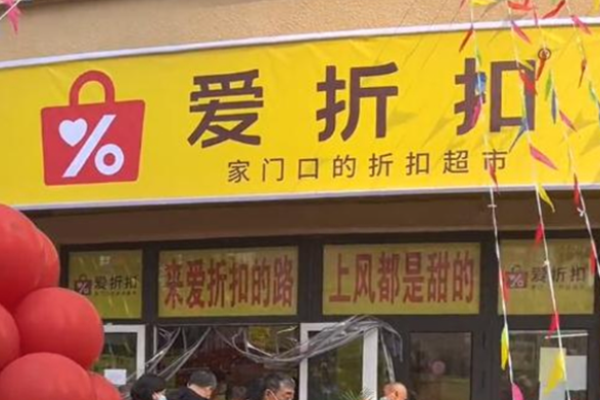 爱折扣
家门口的折扣超市
爱折扣
来爱折扣的路
上风都是甜的
爱折扣